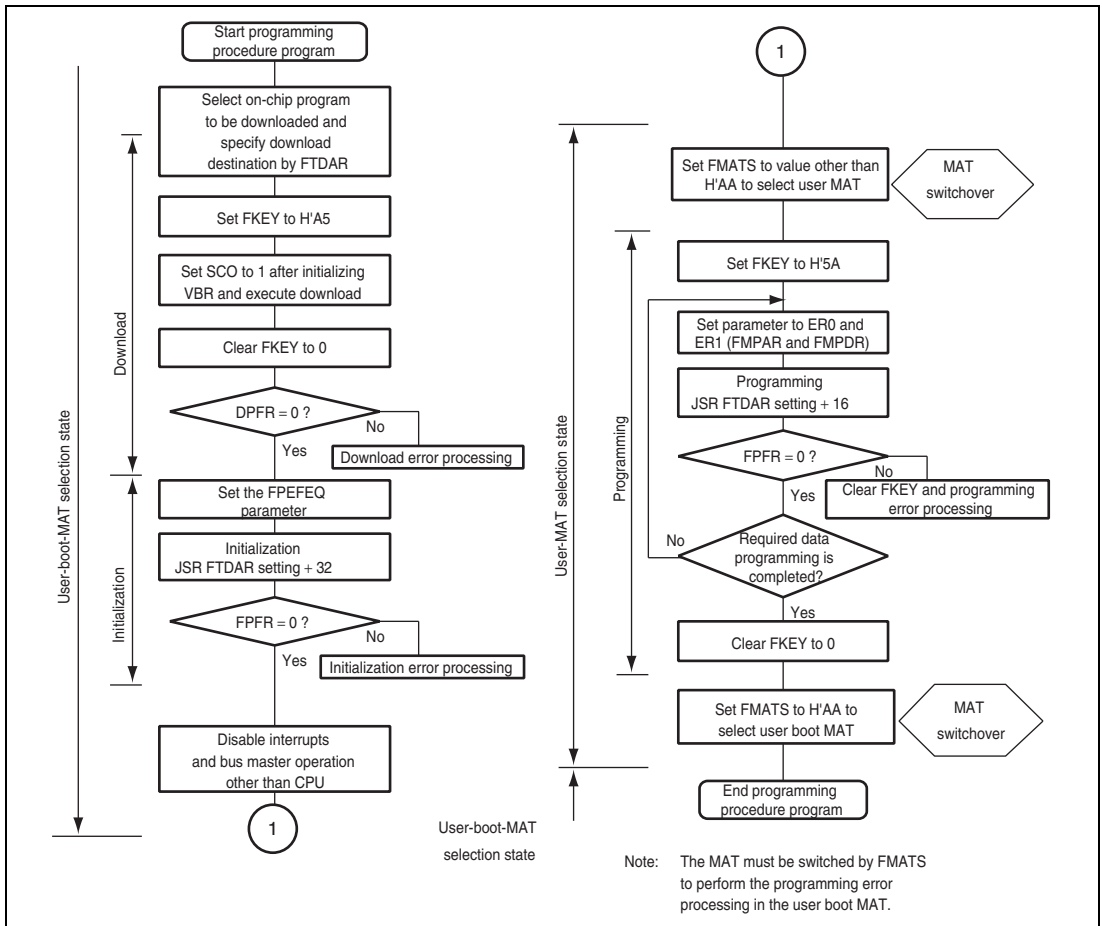 Start programming
procedure program
Select on-chip program
to be downloaded and
specify download
destination by FTDAR
Set FKEY to H'A5
Set SCO to 1 after initializing
VBR and execute download
Clear FKEY to 0
DPFR = 0 ?
No
Yes
Download error processing
Set the FPEFEQ
parameter
Initialization
JSR FTDAR setting + 32
FPFR = 0 ?
No
Yes
Initialization error processing
Disable interrupts
and bus master operation
other than CPU
1
Download
Initialization
User-boot-MAT selection state
1
Set FMATS to value other than
H'AA to select user MAT
MAT
switchover
Set FKEY to H'5A
Set parameter to ER0 and
ER1 (FMPAR and FMPDR)
Programming
JSR FTDAR setting + 16
FPFR = 0 ?
No
Yes
Clear FKEY and programming
error processing
No
Required data
programming is
completed?
Yes
Clear FKEY to 0
Set FMATS to H'AA to
select user boot MAT
MAT
switchover
End programming
procedure program
Programming
User-MAT selection state
User-boot-MAT
selection state
Note: The MAT must be switched by FMATS
to perform the programming error
processing in the user boot MAT.